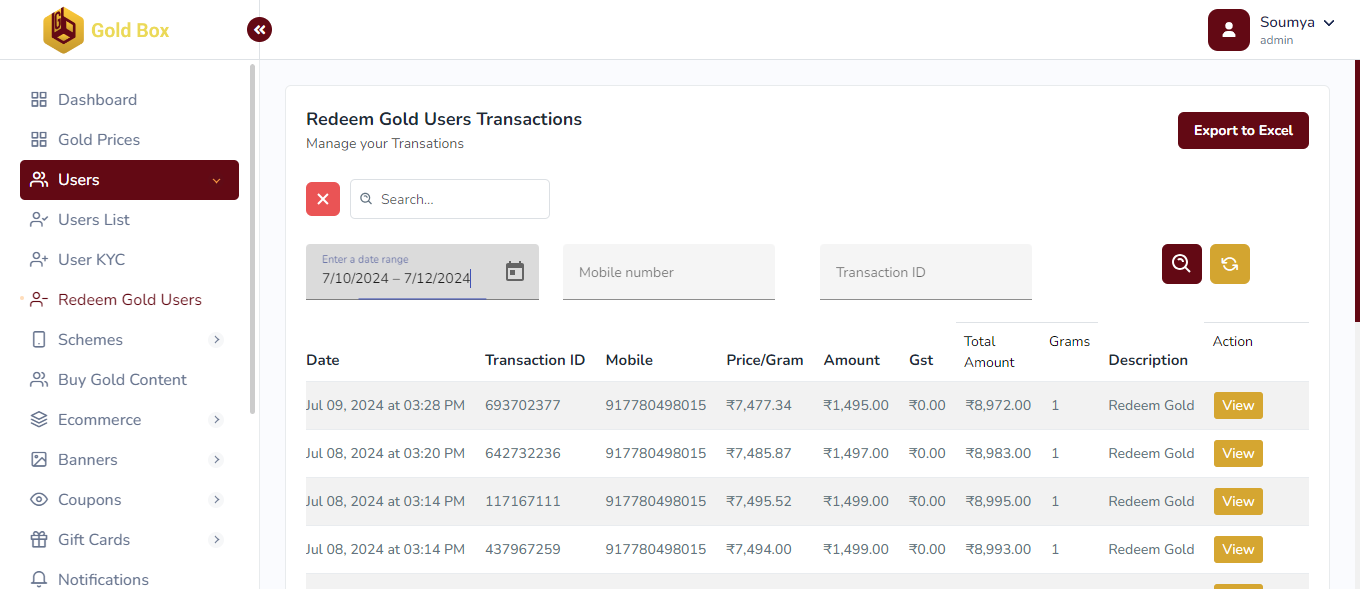 Gold Box
Soumya
admin
Dashboard
Gold Prices
Users
Users List
User KYC
Redeem Gold Users
Schemes
Buy Gold Content
Ecommerce
Banners
Coupons
Gift Cards
Notifications
Redeem Gold Users Transactions
Manage your Transations
Export to Excel
Search...
Enter a date range
7/10/2024 – 7/12/2024
Mobile number
Transaction ID
Date Transaction ID Mobile Price/Gram Amount Gst Total Amount Grams Description Action
Jul 09, 2024 at 03:28 PM 693702377 917780498015 ₹7,477.34 ₹1,495.00 ₹0.00 ₹8,972.00 1 Redeem Gold View
Jul 08, 2024 at 03:20 PM 642732236 917780498015 ₹7,485.87 ₹1,497.00 ₹0.00 ₹8,983.00 1 Redeem Gold View
Jul 08, 2024 at 03:14 PM 117167111 917780498015 ₹7,495.52 ₹1,499.00 ₹0.00 ₹8,995.00 1 Redeem Gold View
Jul 08, 2024 at 03:14 PM 437967259 917780498015 ₹7,494.00 ₹1,499.00 ₹0.00 ₹8,993.00 1 Redeem Gold View